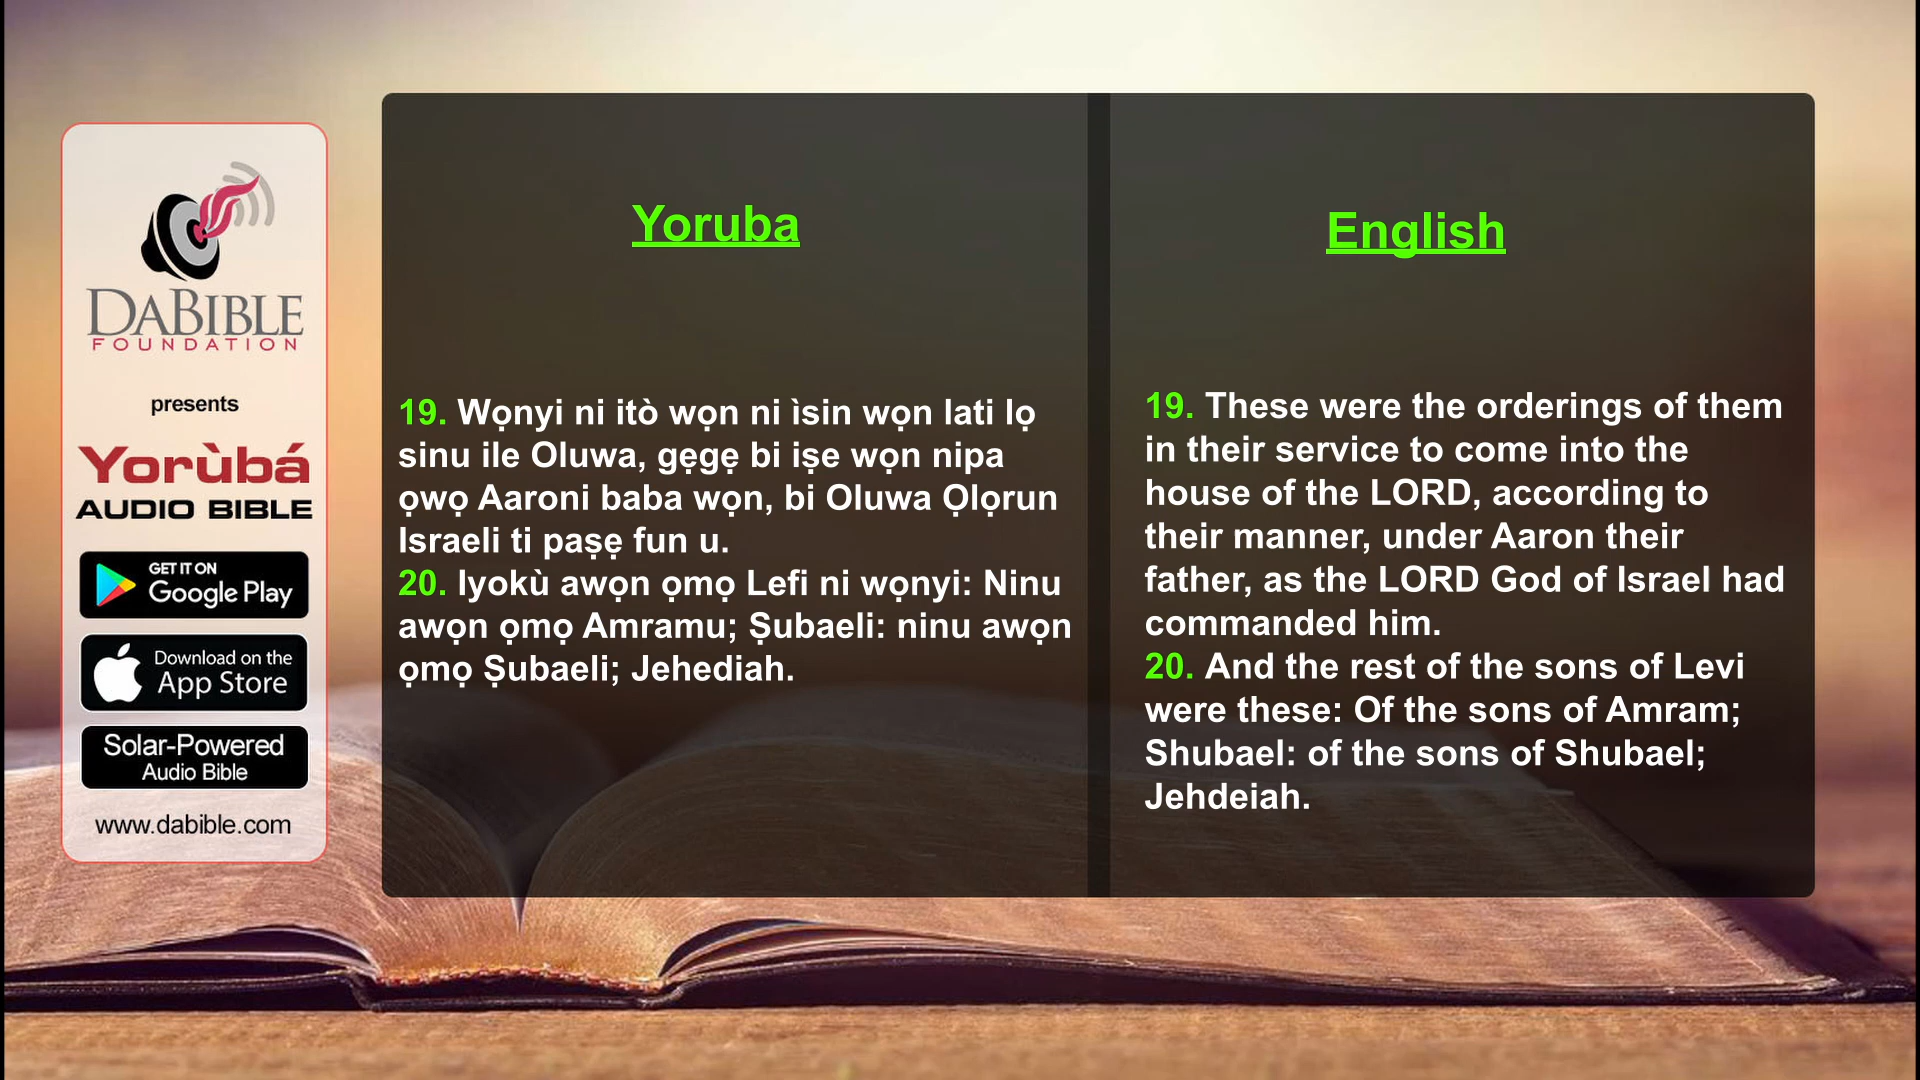 DABIBLE
FOUNDATION
presents
Yorùbá
AUDIO BIBLE
GET IT ON
Google Play
Download on the
App Store
Solar-Powered
Audio Bible
www.dabible.com
Yoruba
19. Wọnyi ni itò wọn ni ìsin wọn lati lọ
sinu ile Oluwa, gẹgẹ bi iṣe wọn nipa
ọwọ Aaroni baba wọn, bi Oluwa Ọlọrun
Israeli ti paṣẹ fun u.
20. Iyokù awọn ọmọ Lefi ni wọnyi: Ninu
awọn ọmọ Amramu; Ṣubaeli: ninu awọn
ọmọ Ṣubaeli; Jehediah.
English
19. These were the orderings of them
in their service to come into the
house of the LORD, according to
their manner, under Aaron their
father, as the LORD God of Israel had
commanded him.
20. And the rest of the sons of Levi
were these: Of the sons of Amram;
Shubael: of the sons of Shubael;
Jehdeiah.